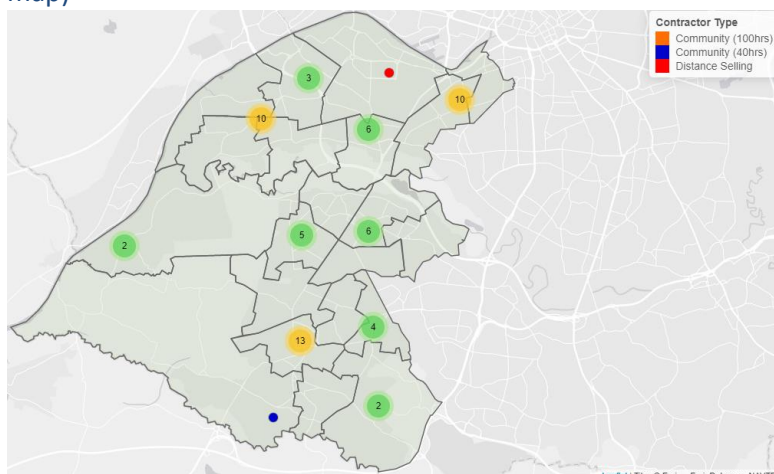 map)
Contractor Type
Community (100hrs)
Community (40hrs)
Distance Selling
3
10
10
6
2
5
6
4
13
2